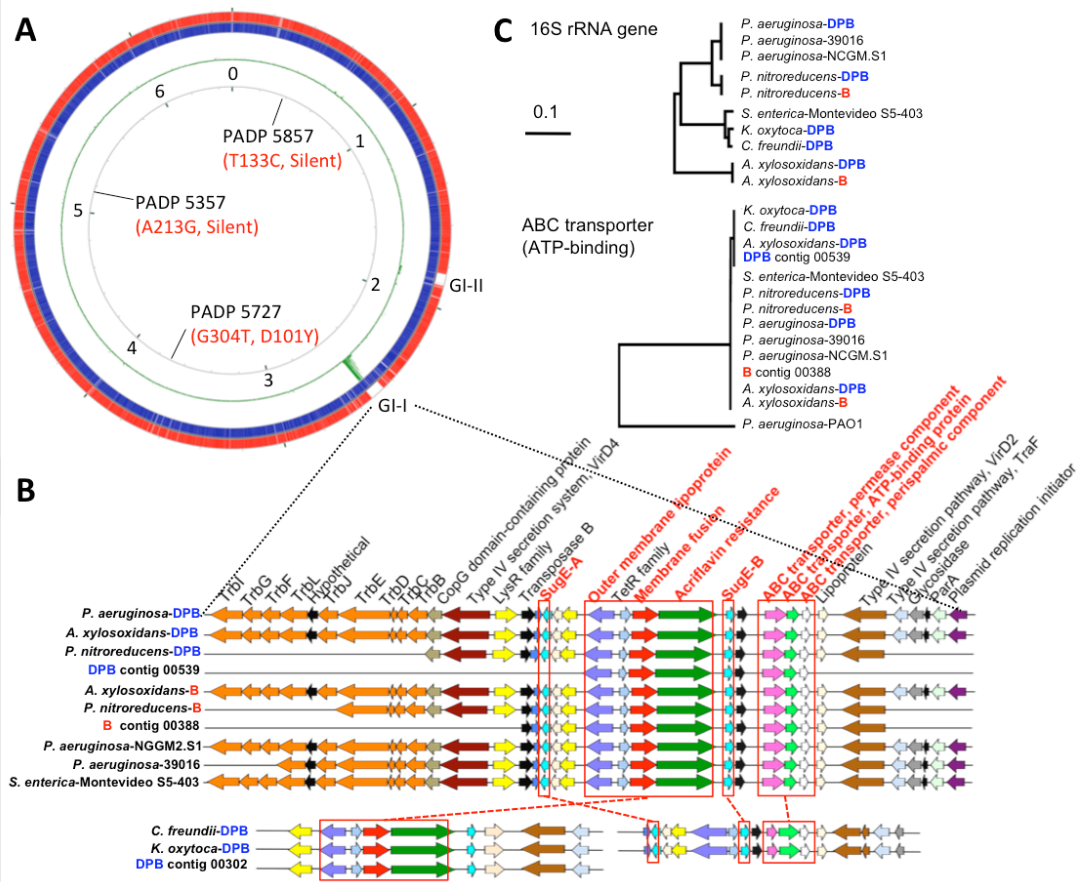 A
0
1
2
3
4
5
6
PADP 5857
(T133C, Silent)
PADP 5357
(A213G, Silent)
PADP 5727
(G304T, D101Y)
GI-II
GI-I
C
16S rRNA gene
0.1
P. aeruginosa-DPB
P. aeruginosa-39016
P. aeruginosa-NCGM.S1
P. nitroreducens-DPB
P. nitroreducens-B
S. enterica-Montevideo S5-403
K. oxytoca-DPB
C. freundii-DPB
A. xylosoxidans-DPB
A. xylosoxidans-B
ABC transporter
(ATP-binding)
K. oxytoca-DPB
C. freundii-DPB
A. xylosoxidans-DPB
DPB contig 00539
S. enterica-Montevideo S5-403
P. nitroreducens-DPB
P. nitroreducens-B
P. aeruginosa-DPB
P. aeruginosa-39016
P. aeruginosa-NCGM.S1
B contig 00388
A. xylosoxidans-DPB
A. xylosoxidans-B
P. aeruginosa-PAO1
B
TrbI
TrbG
TrbF
TrbL
Hypothetical
TrbJ
TrbE
TrbD
TrbC
TrbB
CopG domain-containing protein
Type IV secretion system, VirD4
LysR family
Transposase B
SugE-A
Outer membrane lipoprotein
TetR family
Membrane fusion
Acriflavin resistance
SugE-B
ABC transporter, permease component
ABC transporter, ATP-binding protein
ABC transporter, perispalmic component
Lipoprotein
Type IV secretion pathway, VirD2
Type IV secretion pathway, TraF
Glycosidase
ParA
Plasmid replication initiator
P. aeruginosa-DPB
A. xylosoxidans-DPB
P. nitroreducens-DPB
DPB contig 00539
A. xylosoxidans-B
P. nitroreducens-B
B contig 00388
P. aeruginosa-NGGM2.S1
P. aeruginosa-39016
S. enterica-Montevideo S5-403
C. freundii-DPB
K. oxytoca-DPB
DPB contig 00302